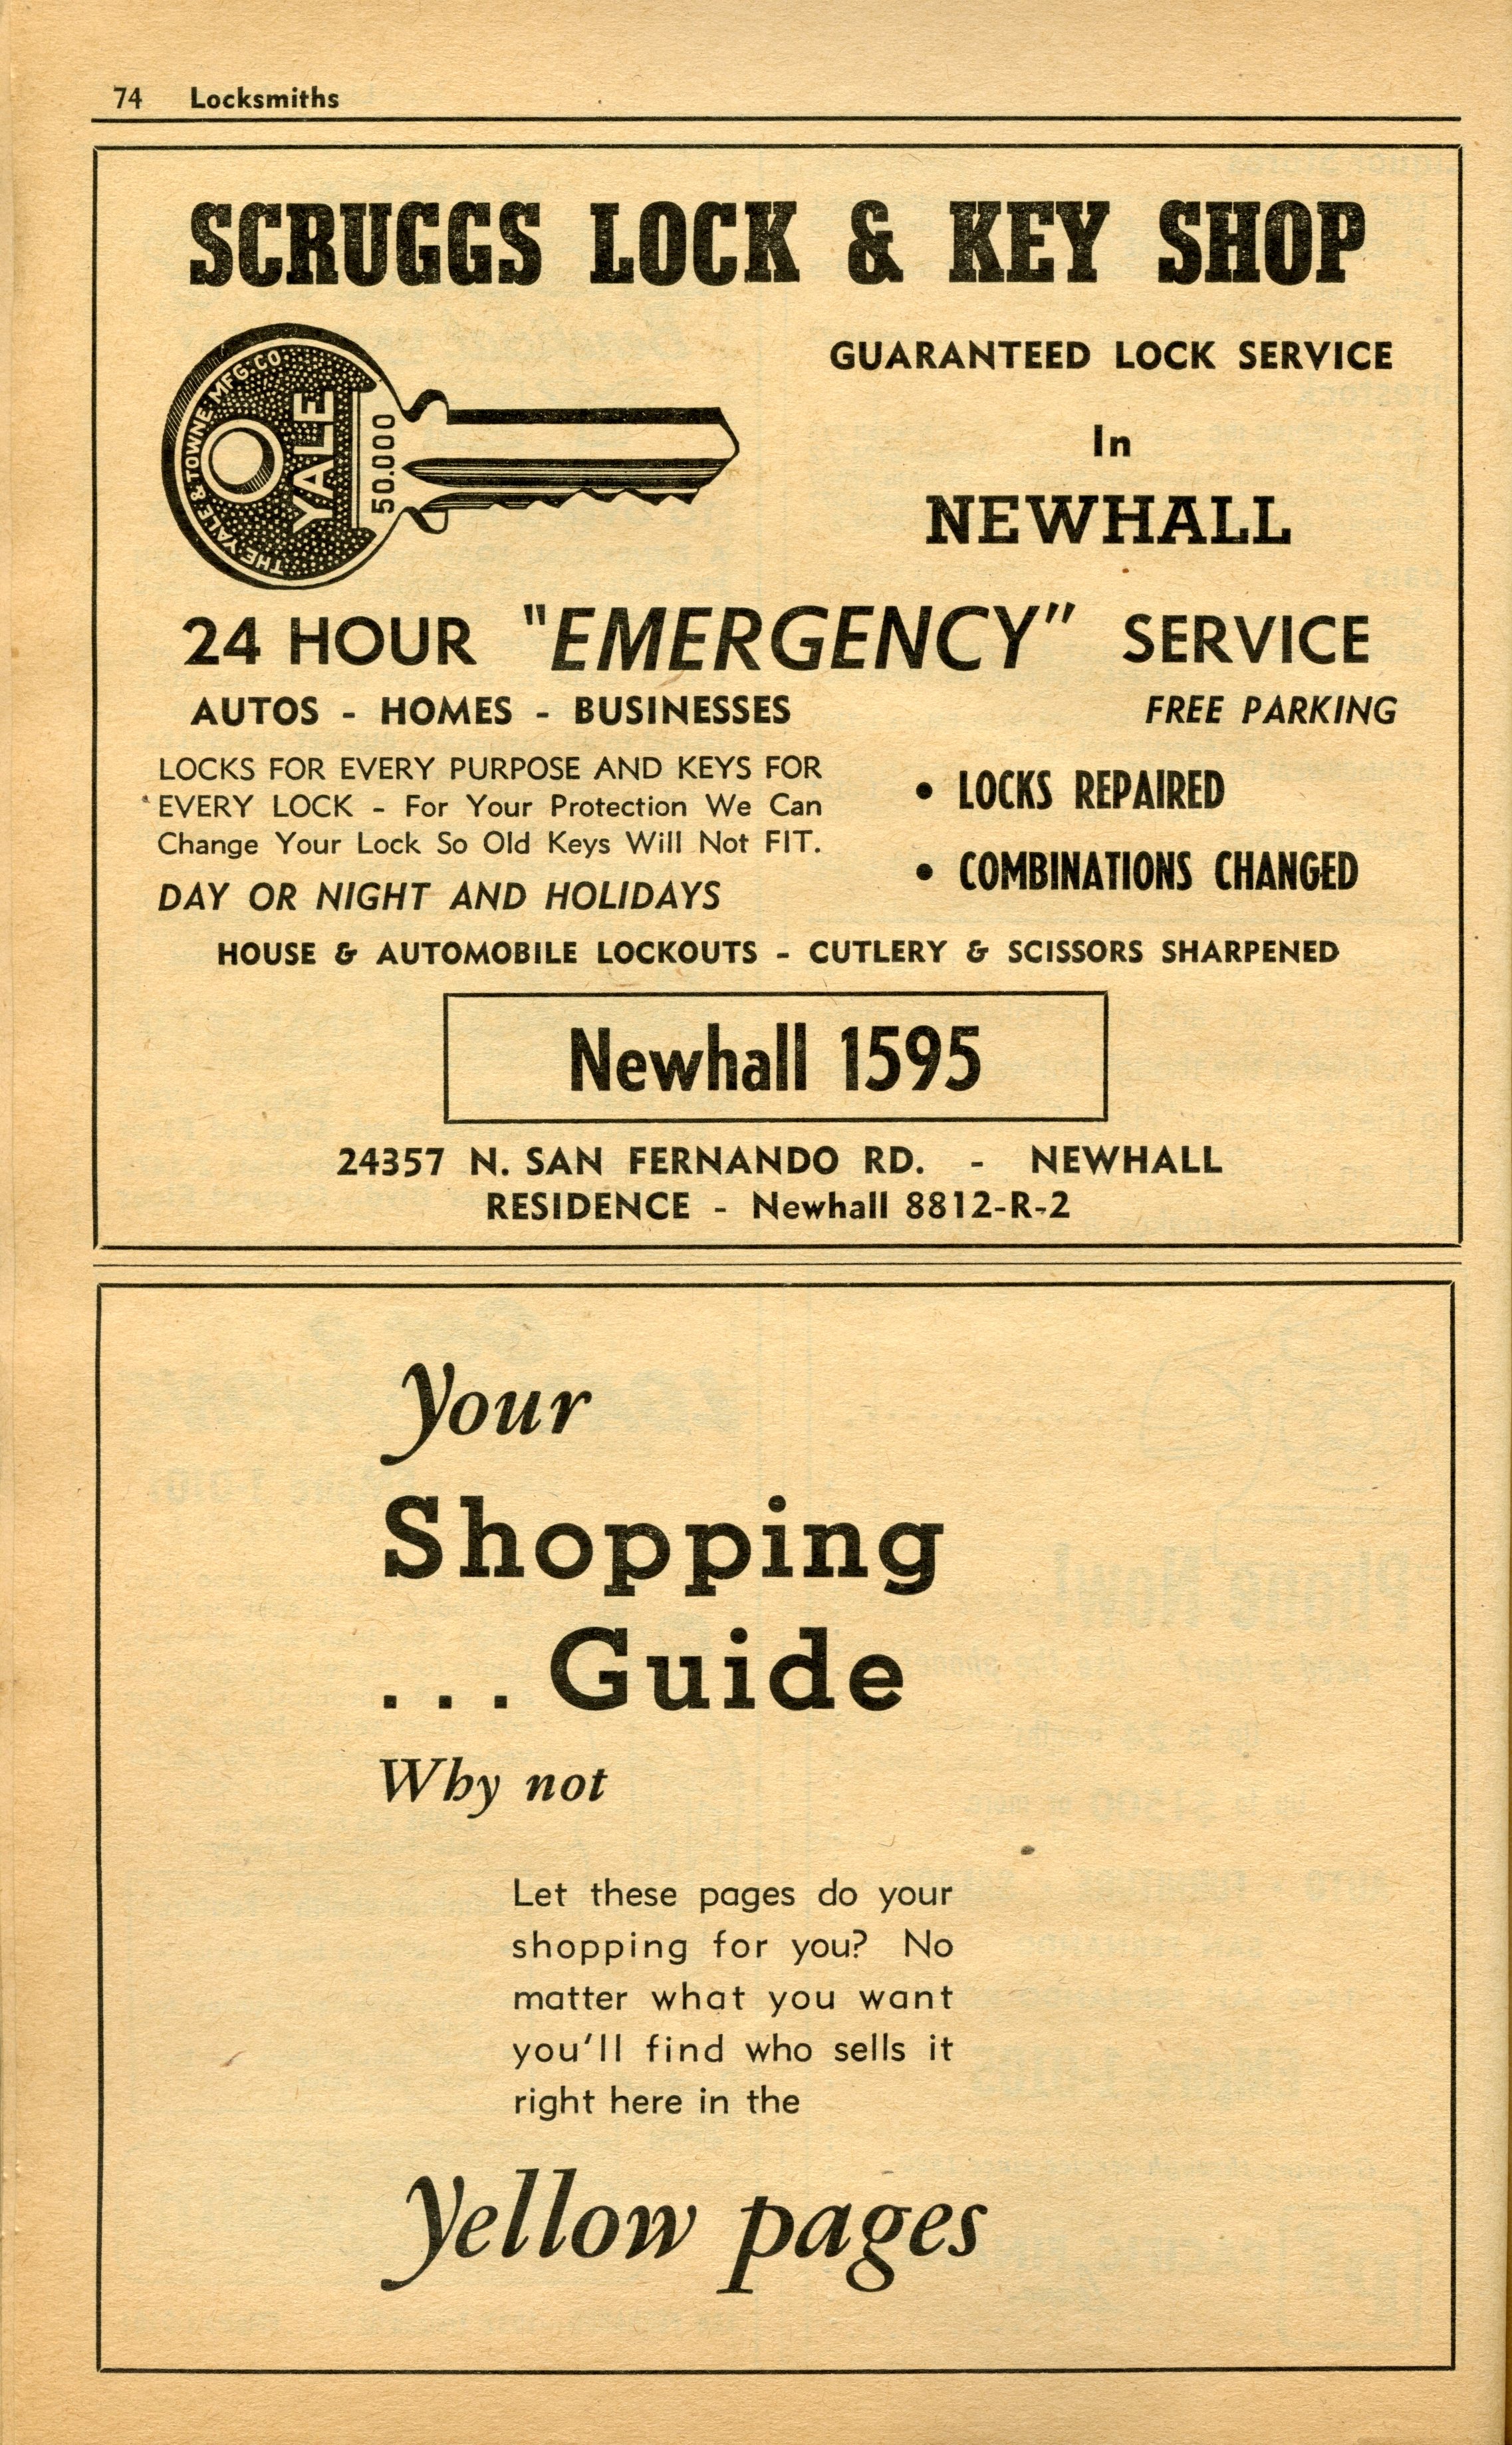 74 Locksmiths
SCRUGGS LOCK & KEY SHOP
THE YALE & TOWNE MFG. CO.
YALE
50.000
GUARANTEED LOCK SERVICE
In
NEWHALL
24 HOUR "EMERGENCY" SERVICE
AUTOS - HOMES - BUSINESSES
FREE PARKING
LOCKS FOR EVERY PURPOSE AND KEYS FOR
EVERY LOCK - For Your Protection We Can
Change Your Lock So Old Keys Will Not FIT.
DAY OR NIGHT AND HOLIDAYS
• LOCKS REPAIRED
• COMBINATIONS CHANGED
HOUSE & AUTOMOBILE LOCKOUTS - CUTLERY & SCISSORS SHARPENED
Newhall 1595
24357 N. SAN FERNANDO RD. - NEWHALL
RESIDENCE - Newhall 8812-R-2
your
Shopping
...Guide
Why not
Let these pages do your
shopping for you? No
matter what you want
you'll find who sells it
right here in the
yellow pages